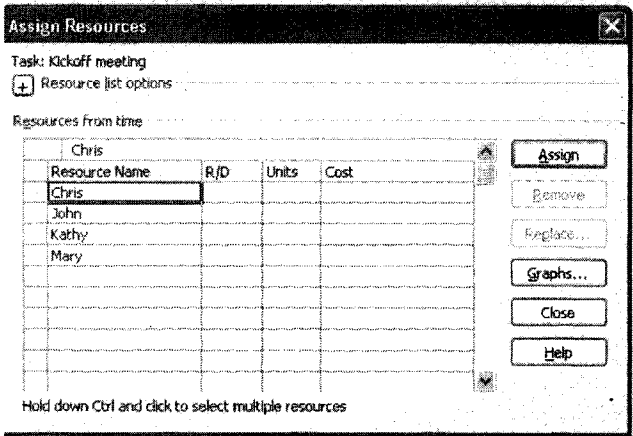 Assign Resources
Task: Kickoff meeting
+ Resource list options
Resources from time
Chris
Resource Name R/D Units Cost
Chris
John
Kathy
Mary
Assign
Remove
Replace...
Graphs...
Close
Help
Hold down Ctrl and click to select multiple resources